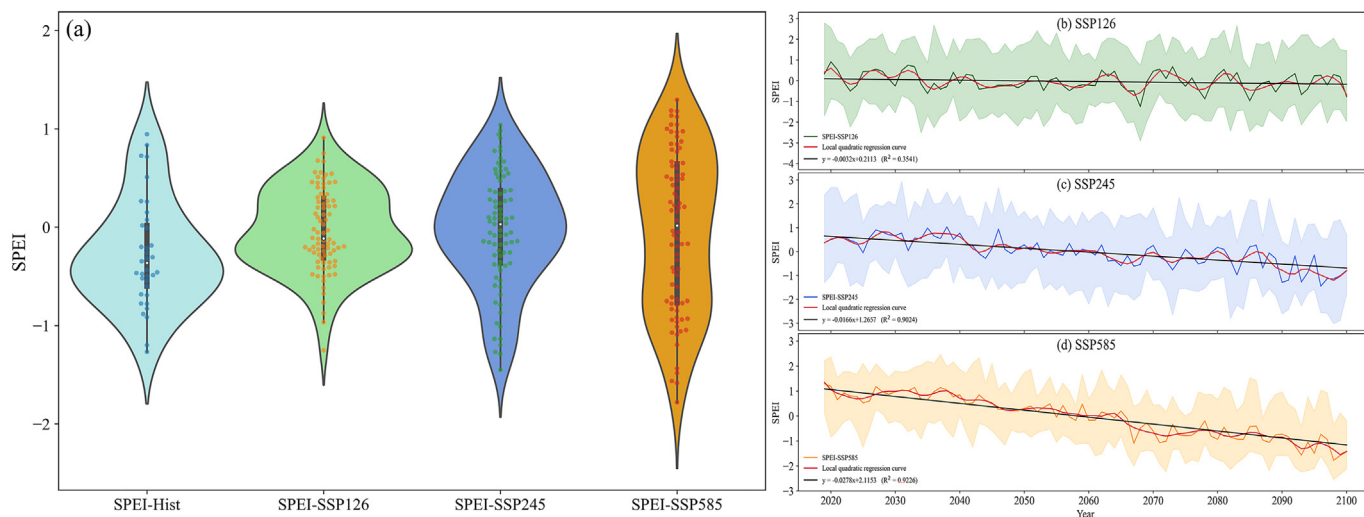 (a)
SPEI
2
1
0
−1
−2
SPEI-Hist
SPEI-SSP126
SPEI-SSP245
SPEI-SSP585
(b) SSP126
SPEI
3
2
1
0
−1
−2
−3
−4
SPEI-SSP126
Local quadratic regression curve
y = -0.0032x+0.2113 (R² = 0.3541)
(c) SSP245
SPEI
3
2
1
0
−1
−2
−3
SPEI-SSP245
Local quadratic regression curve
y = -0.0166x+1.2657 (R² = 0.9024)
(d) SSP585
SPEI
3
2
1
0
−1
−2
−3
SPEI-SSP585
Local quadratic regression curve
y = -0.0278x+2.1153 (R² = 0.9226)
2020 2030 2040 2050 2060 2070 2080 2090 2100
Year